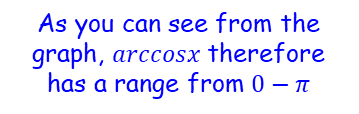 As you can see from the
graph, arccosx therefore
has a range from 0 – π